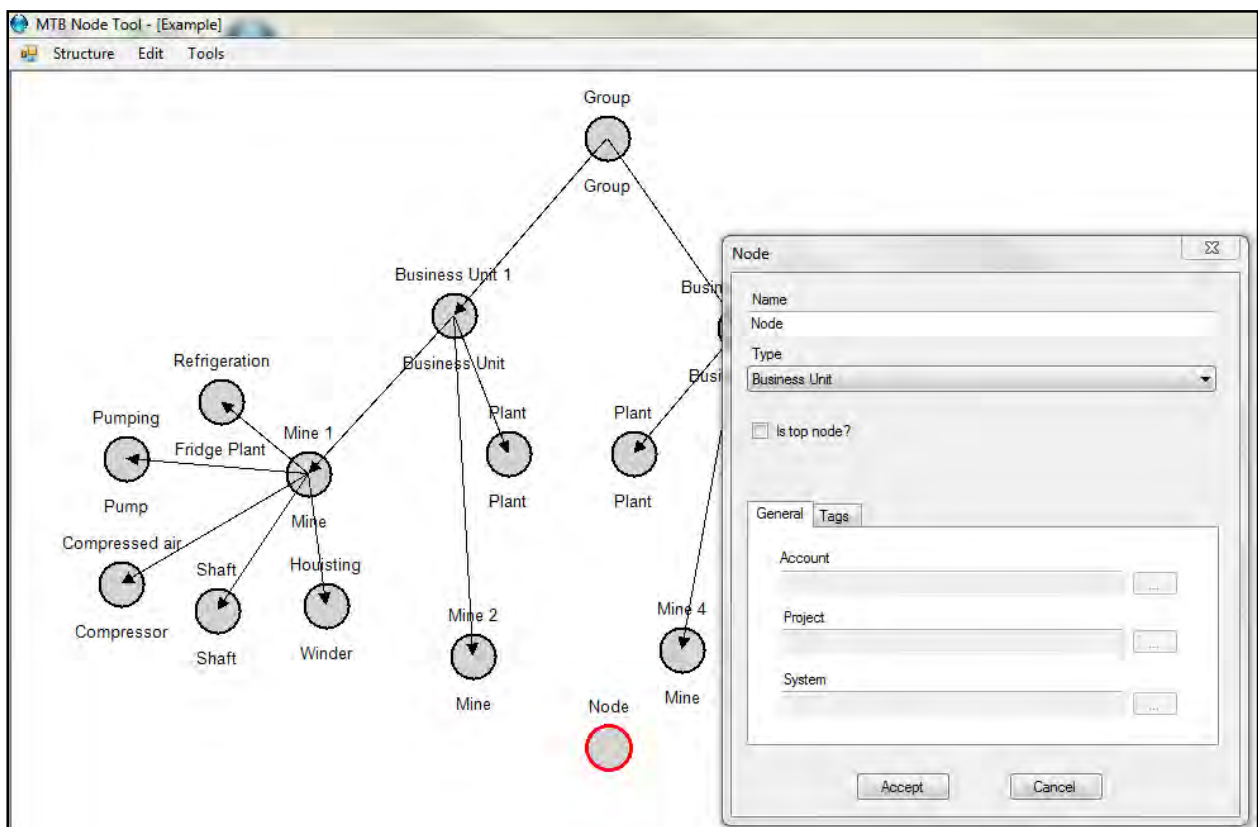 MTB Node Tool - [Example]
Structure Edit Tools
Group
Group
Business Unit 1
Busin
Business Unit
Busi
Refrigeration
Pumping
Fridge Plant
Mine 1
Plant
Plant
Pump
Mine
Plant
Plant
Compressed air
Shaft
Houisting
Mine 2
Mine 4
Compressor
Shaft
Winder
Mine
Mine
Node
Node
Name
Node
Type
Business Unit
Is top node?
General Tags
Account
...
Project
...
System
...
Accept Cancel